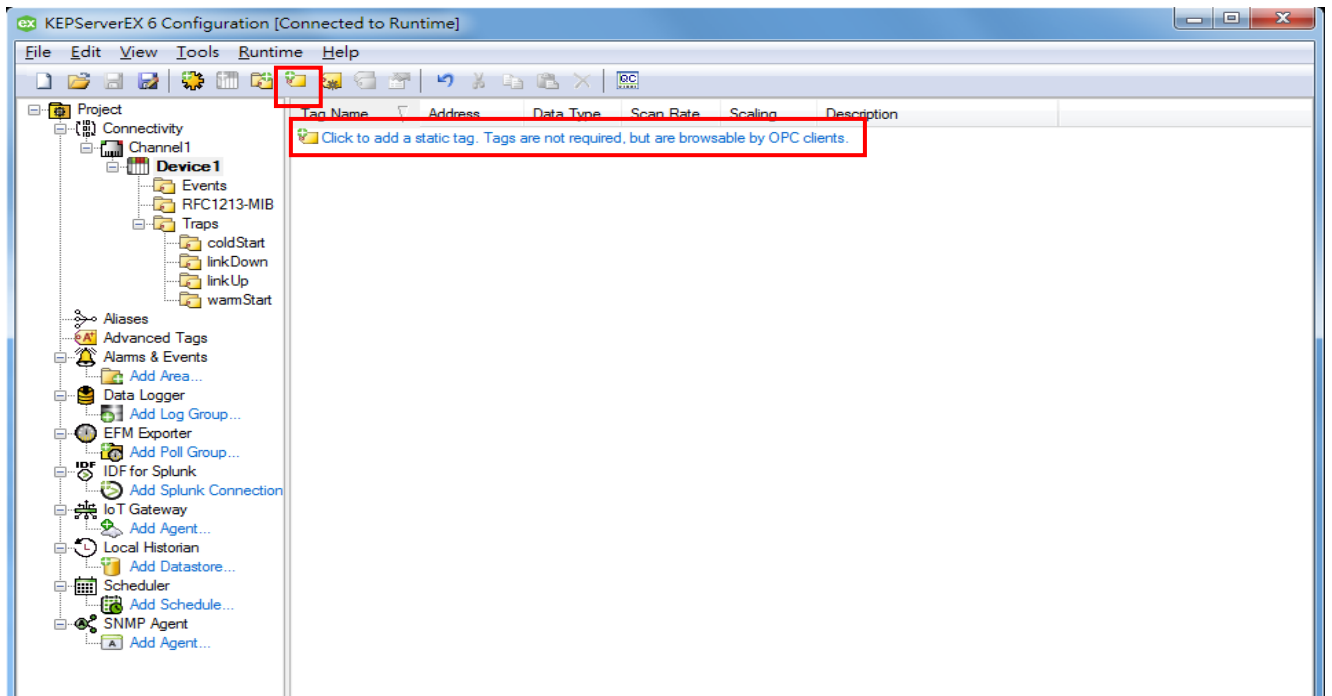 KEPServerEX 6 Configuration [Connected to Runtime]
File Edit View Tools Runtime Help
Project
Connectivity
Channel1
Device1
Events
RFC1213-MIB
Traps
coldStart
linkDown
linkUp
warmStart
Aliases
Advanced Tags
Alarms & Events
Add Area...
Data Logger
Add Log Group...
EFM Exporter
Add Poll Group...
IDF for Splunk
Add Splunk Connection
IoT Gateway
Add Agent...
Local Historian
Add Datastore...
Scheduler
Add Schedule...
SNMP Agent
Add Agent...
Tag Name Address Data Type Scan Rate Scaling Description
Click to add a static tag. Tags are not required, but are browsable by OPC clients.